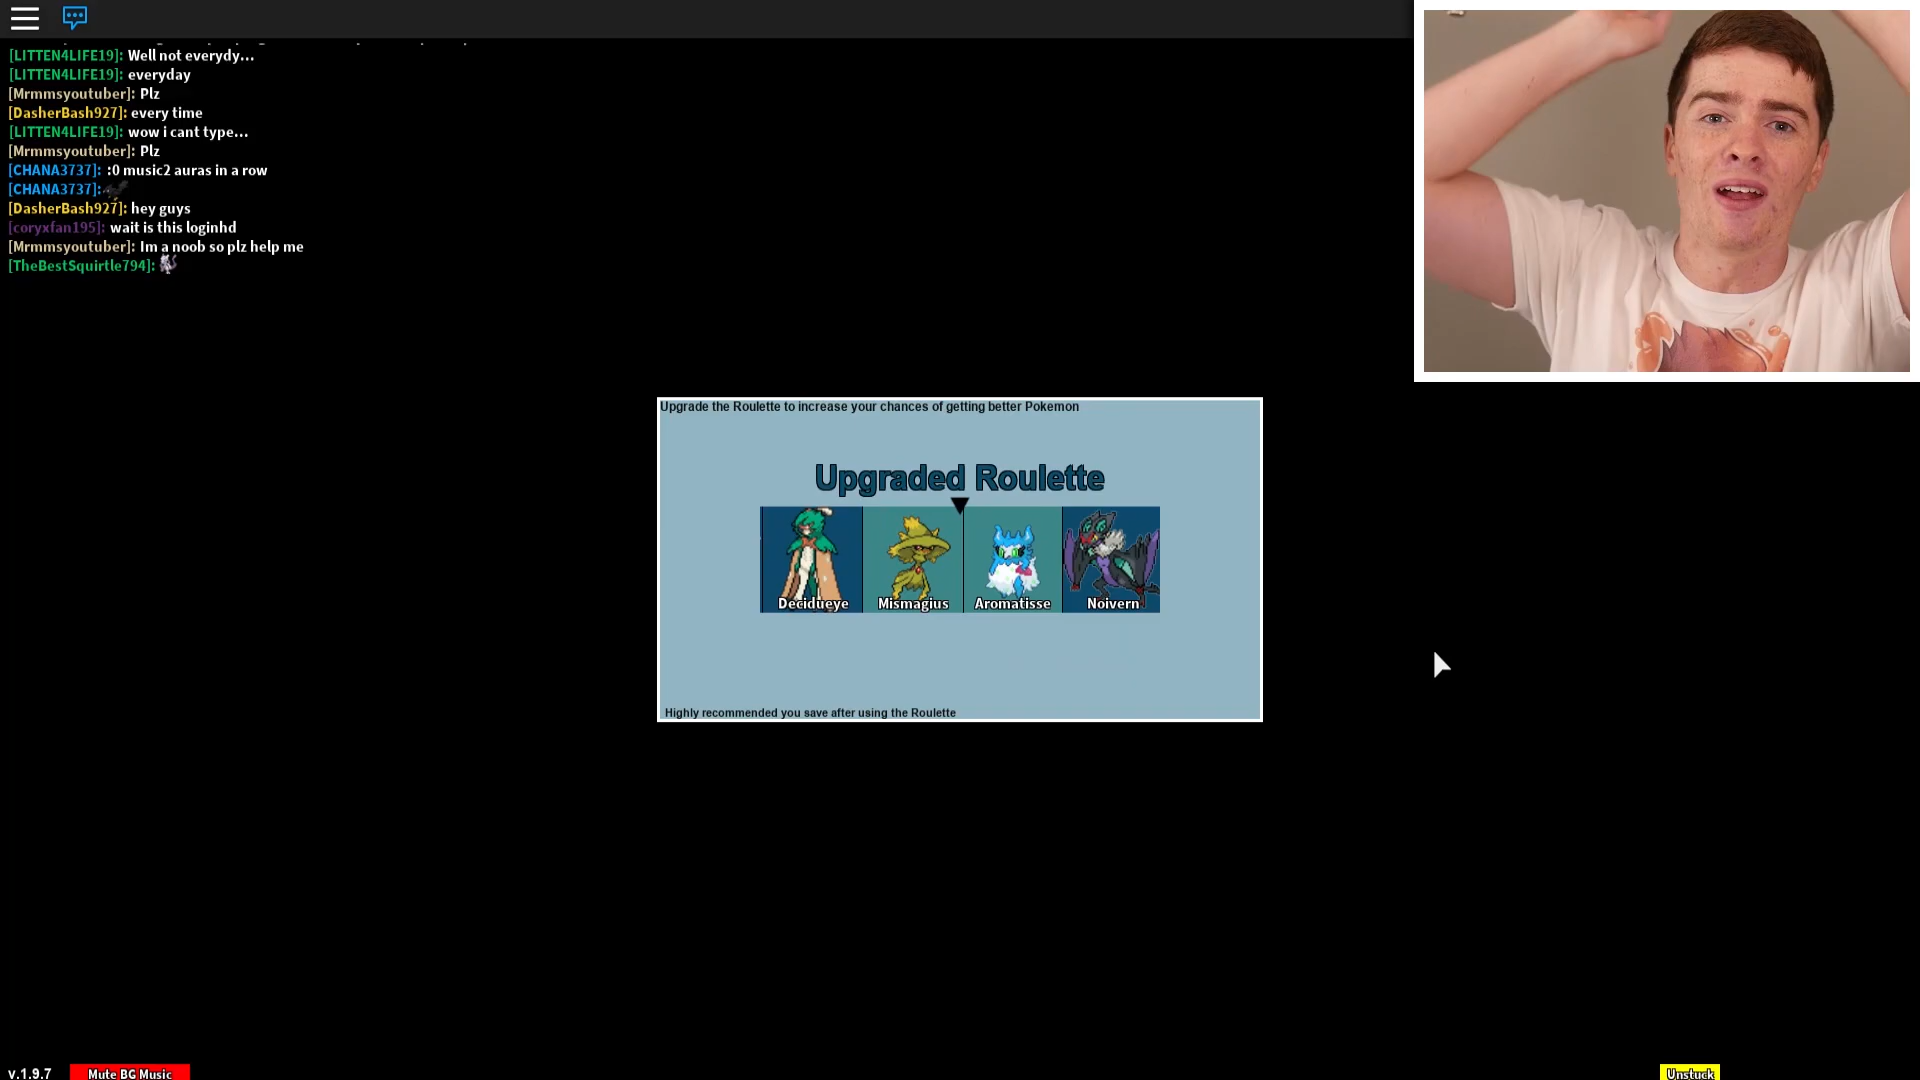 [LITTEN4LIFE19]: Well not everydy...
[LITTEN4LIFE19]: everyday
[Mrmmsyoutuber]: Plz
[DasherBash927]: every time
[LITTEN4LIFE19]: wow i cant type...
[Mrmmsyoutuber]: Plz
[CHANA3737]: :0 music2 auras in a row
[CHANA3737]:
[DasherBash927]: hey guys
[coryxfan195]: wait is this loginhd
[Mrmmsyoutuber]: Im a noob so plz help me
[TheBestSquirtle794]:
Upgrade the Roulette to increase your chances of getting better Pokemon
Upgraded Roulette
Decidueye Mismagius Aromatisse Noivern
Highly recommended you save after using the Roulette
v.1.9.7 Mute BG Music Unstuck